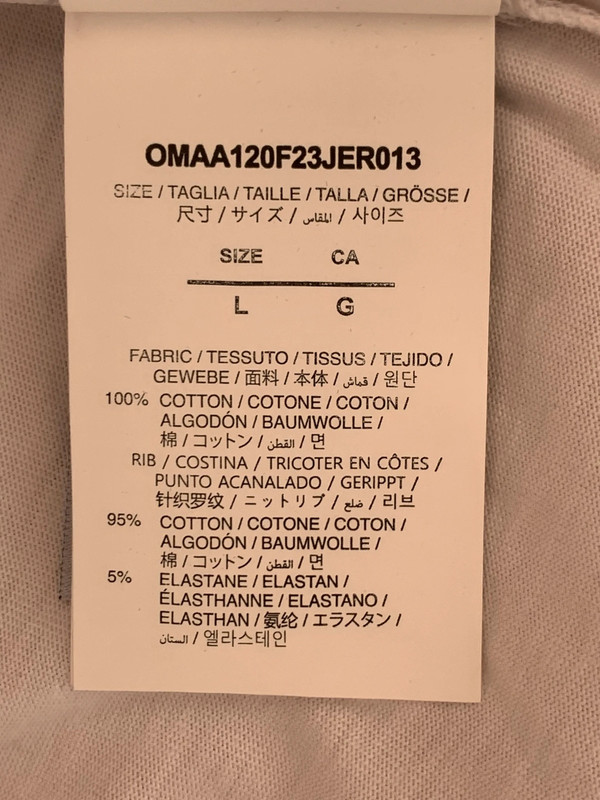 OMAA120F23JER013
SIZE / TAGLIA / TAILLE / TALLA / GRÖSSE /
尺寸 / サイズ / المقاس / 사이즈
SIZE CA
L G
FABRIC / TESSUTO / TISSUS / TEJIDO /
GEWEBE / 面料 / 本体 / قماش / 원단
100% COTTON / COTONE / COTON /
ALGODÓN / BAUMWOLLE /
棉 / コットン / القطن / 면
RIB / COSTINA / TRICOTER EN CÔTES /
PUNTO ACANALADO / GERIPPT /
针织罗纹 / ニットリブ / ضلع / 리브
95% COTTON / COTONE / COTON /
ALGODÓN / BAUMWOLLE /
棉 / コットン / القطن / 면
5% ELASTANE / ELASTAN /
ÉLASTHANNE / ELASTANO /
ELASTHAN / 氨纶 / エラスタン /
الستان / 엘라스테인